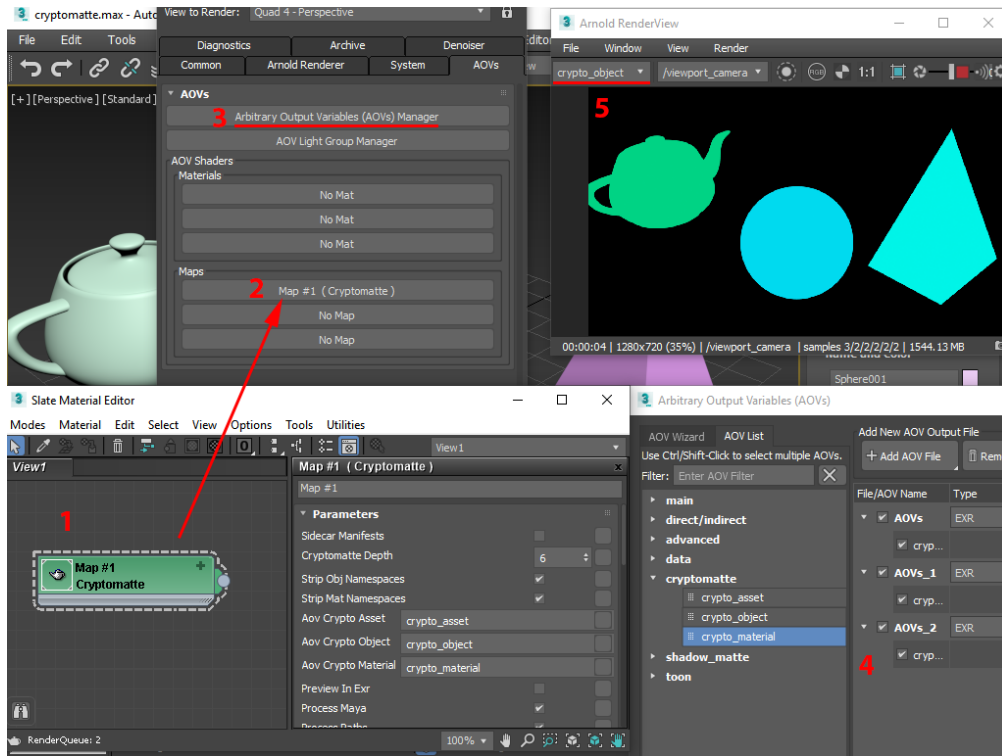 cryptomatte.max - Auto
File Edit Tools
[+][Perspective][Standard]
View to Render: Quad 4 - Perspective
Diagnostics Archive Denoiser
Common Arnold Renderer System AOVs
AOVs
3 Arbitrary Output Variables (AOVs) Manager
AOV Light Group Manager
AOV Shaders
Materials
No Mat
No Mat
No Mat
Maps
2 Map #1 ( Cryptomatte )
No Map
No Map
Arnold RenderView
File Window View Render
crypto_object /viewport_camera RGB 1:1
5
00:00:04 | 1280x720 (35%) | /viewport_camera | samples 3/2/2/2/2/2 | 1544.13 MB
Name and Color
Sphere001
Slate Material Editor
Modes Material Edit Select View Options Tools Utilities
View1
View1
1
Map #1
Cryptomatte
Map #1 ( Cryptomatte )
Map #1
Parameters
Sidecar Manifests
Cryptomatte Depth 6
Strip Obj Namespaces
Strip Mat Namespaces
Aov Crypto Asset crypto_asset
Aov Crypto Object crypto_object
Aov Crypto Material crypto_material
Preview In Exr
Process Maya
RenderQueue: 2
100%
Arbitrary Output Variables (AOVs)
AOV Wizard AOV List
Use Ctrl/Shift-Click to select multiple AOVs.
Filter: Enter AOV Filter
main
direct/indirect
advanced
data
cryptomatte
crypto_asset
crypto_object
crypto_material
shadow_matte
toon
Add New AOV Output File
+ Add AOV File Rem
File/AOV Name Type
AOVs EXR
cryp...
AOVs_1 EXR
cryp...
AOVs_2 EXR
cryp...
4